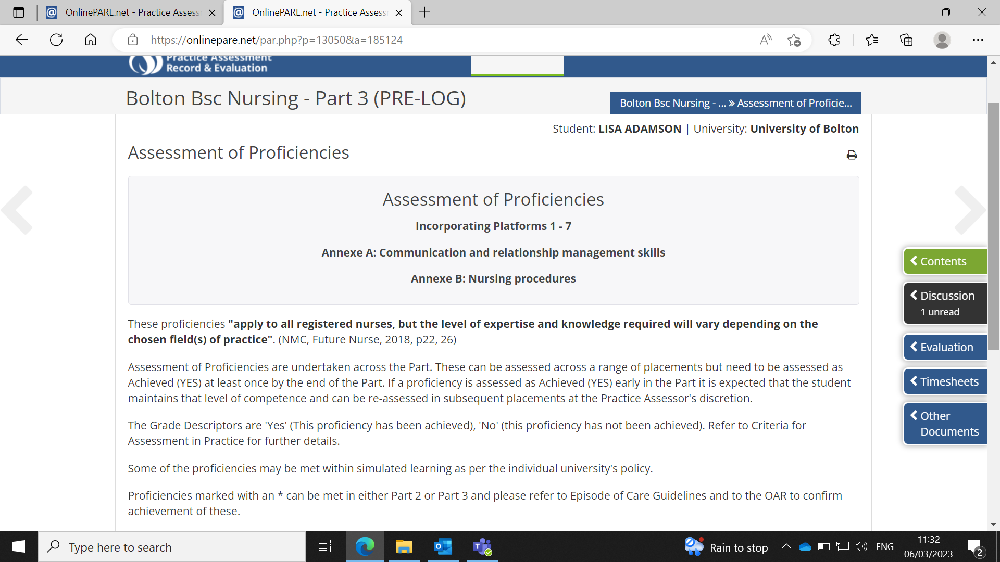 OnlinePARE.net - Practice Assess
OnlinePARE.net - Practice Assess
https://onlinepare.net/par.php?p=13050&a=185124
Practice Assessment
Record & Evaluation
Bolton Bsc Nursing - Part 3 (PRE-LOG)
Bolton Bsc Nursing - ... » Assessment of Proficie...
Student: LISA ADAMSON | University: University of Bolton
Assessment of Proficiencies
Assessment of Proficiencies
Incorporating Platforms 1 - 7
Annexe A: Communication and relationship management skills
Annexe B: Nursing procedures
Contents
Discussion
1 unread
Evaluation
Timesheets
Other
Documents
These proficiencies "apply to all registered nurses, but the level of expertise and knowledge required will vary depending on the
chosen field(s) of practice". (NMC, Future Nurse, 2018, p22, 26)
Assessment of Proficiencies are undertaken across the Part. These can be assessed across a range of placements but need to be assessed as
Achieved (YES) at least once by the end of the Part. If a proficiency is assessed as Achieved (YES) early in the Part it is expected that the student
maintains that level of competence and can be re-assessed in subsequent placements at the Practice Assessor's discretion.
The Grade Descriptors are 'Yes' (This proficiency has been achieved), 'No' (this proficiency has not been achieved). Refer to Criteria for
Assessment in Practice for further details.
Some of the proficiencies may be met within simulated learning as per the individual university's policy.
Proficiencies marked with an * can be met in either Part 2 or Part 3 and please refer to Episode of Care Guidelines and to the OAR to confirm
achievement of these.
Type here to search
Rain to stop
ENG
11:32
06/03/2023
2